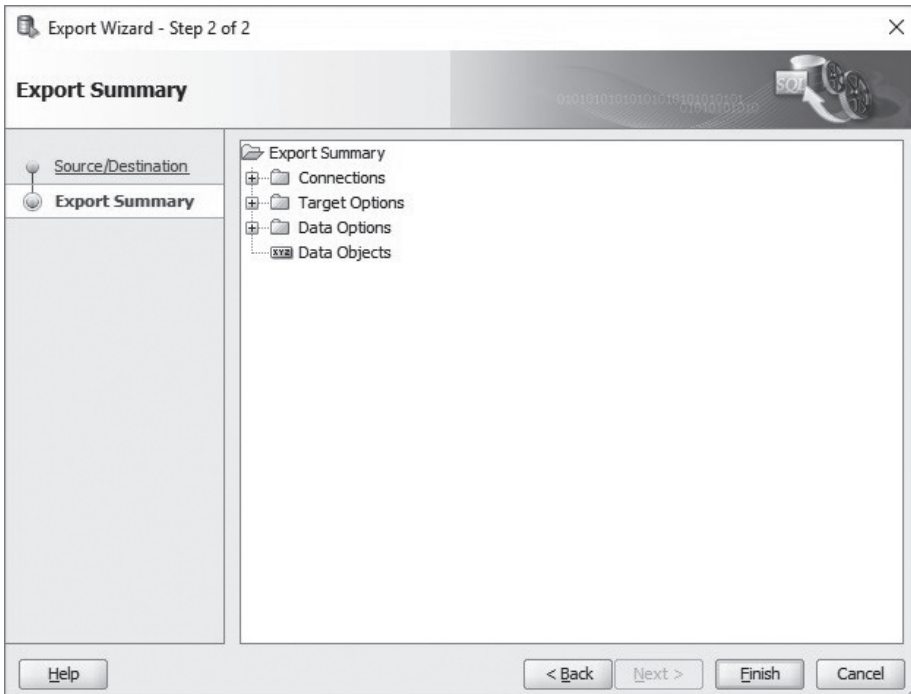 Export Wizard - Step 2 of 2
Export Summary
SQL
Source/Destination
Export Summary
Export Summary
Connections
Target Options
Data Options
XYZ Data Objects
Help
< Back
Next >
Finish
Cancel